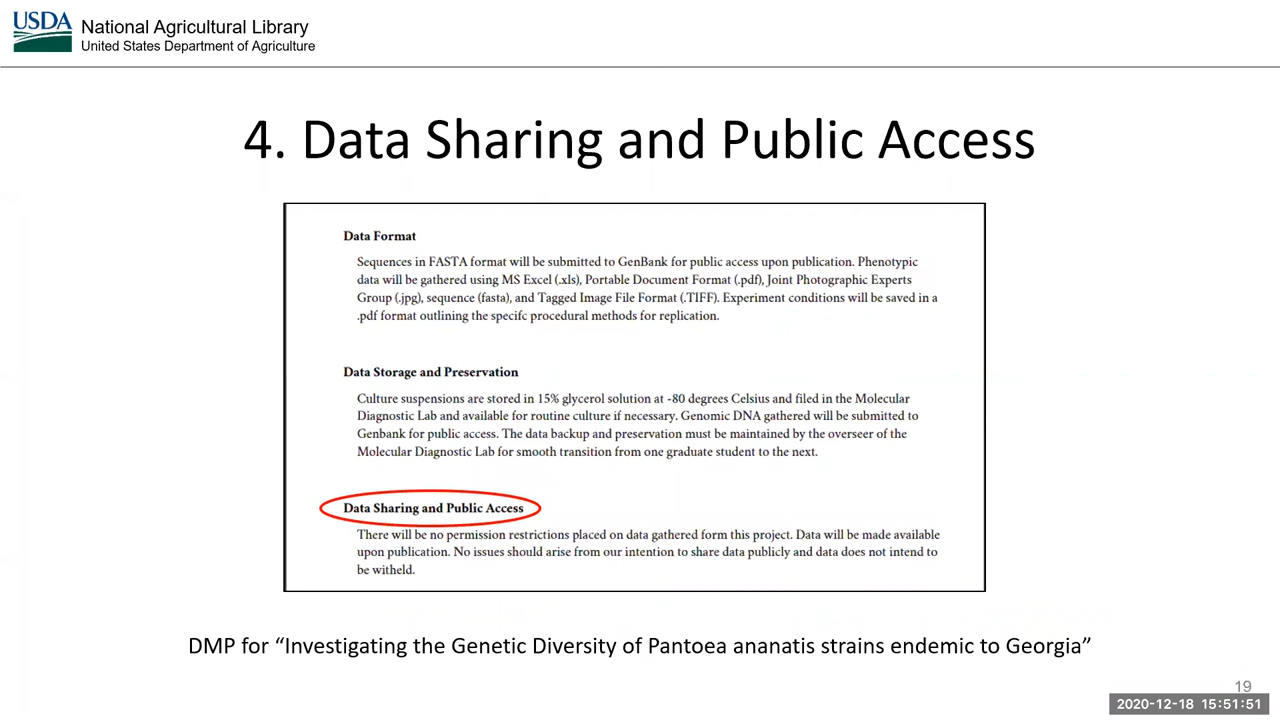 USDA
National Agricultural Library
United States Department of Agriculture
4. Data Sharing and Public Access
Data Format
Sequences in FASTA format will be submitted to GenBank for public access upon publication. Phenotypic
data will be gathered using MS Excel (.xls), Portable Document Format (.pdf), Joint Photographic Experts
Group (.jpg), sequence (fasta), and Tagged Image File Format (.TIFF). Experiment conditions will be saved in a
.pdf format outlining the specifc procedural methods for replication.
Data Storage and Preservation
Culture suspensions are stored in 15% glycerol solution at -80 degrees Celsius and filed in the Molecular
Diagnostic Lab and available for routine culture if necessary. Genomic DNA gathered will be submitted to
Genbank for public access. The data backup and preservation must be maintained by the overseer of the
Molecular Diagnostic Lab for smooth transition from one graduate student to the next.
Data Sharing and Public Access
There will be no permission restrictions placed on data gathered form this project. Data will be made available
upon publication. No issues should arise from our intention to share data publicly and data does not intend to
be witheld.
DMP for “Investigating the Genetic Diversity of Pantoea ananatis strains endemic to Georgia”
19
2020-12-18 15:51:51